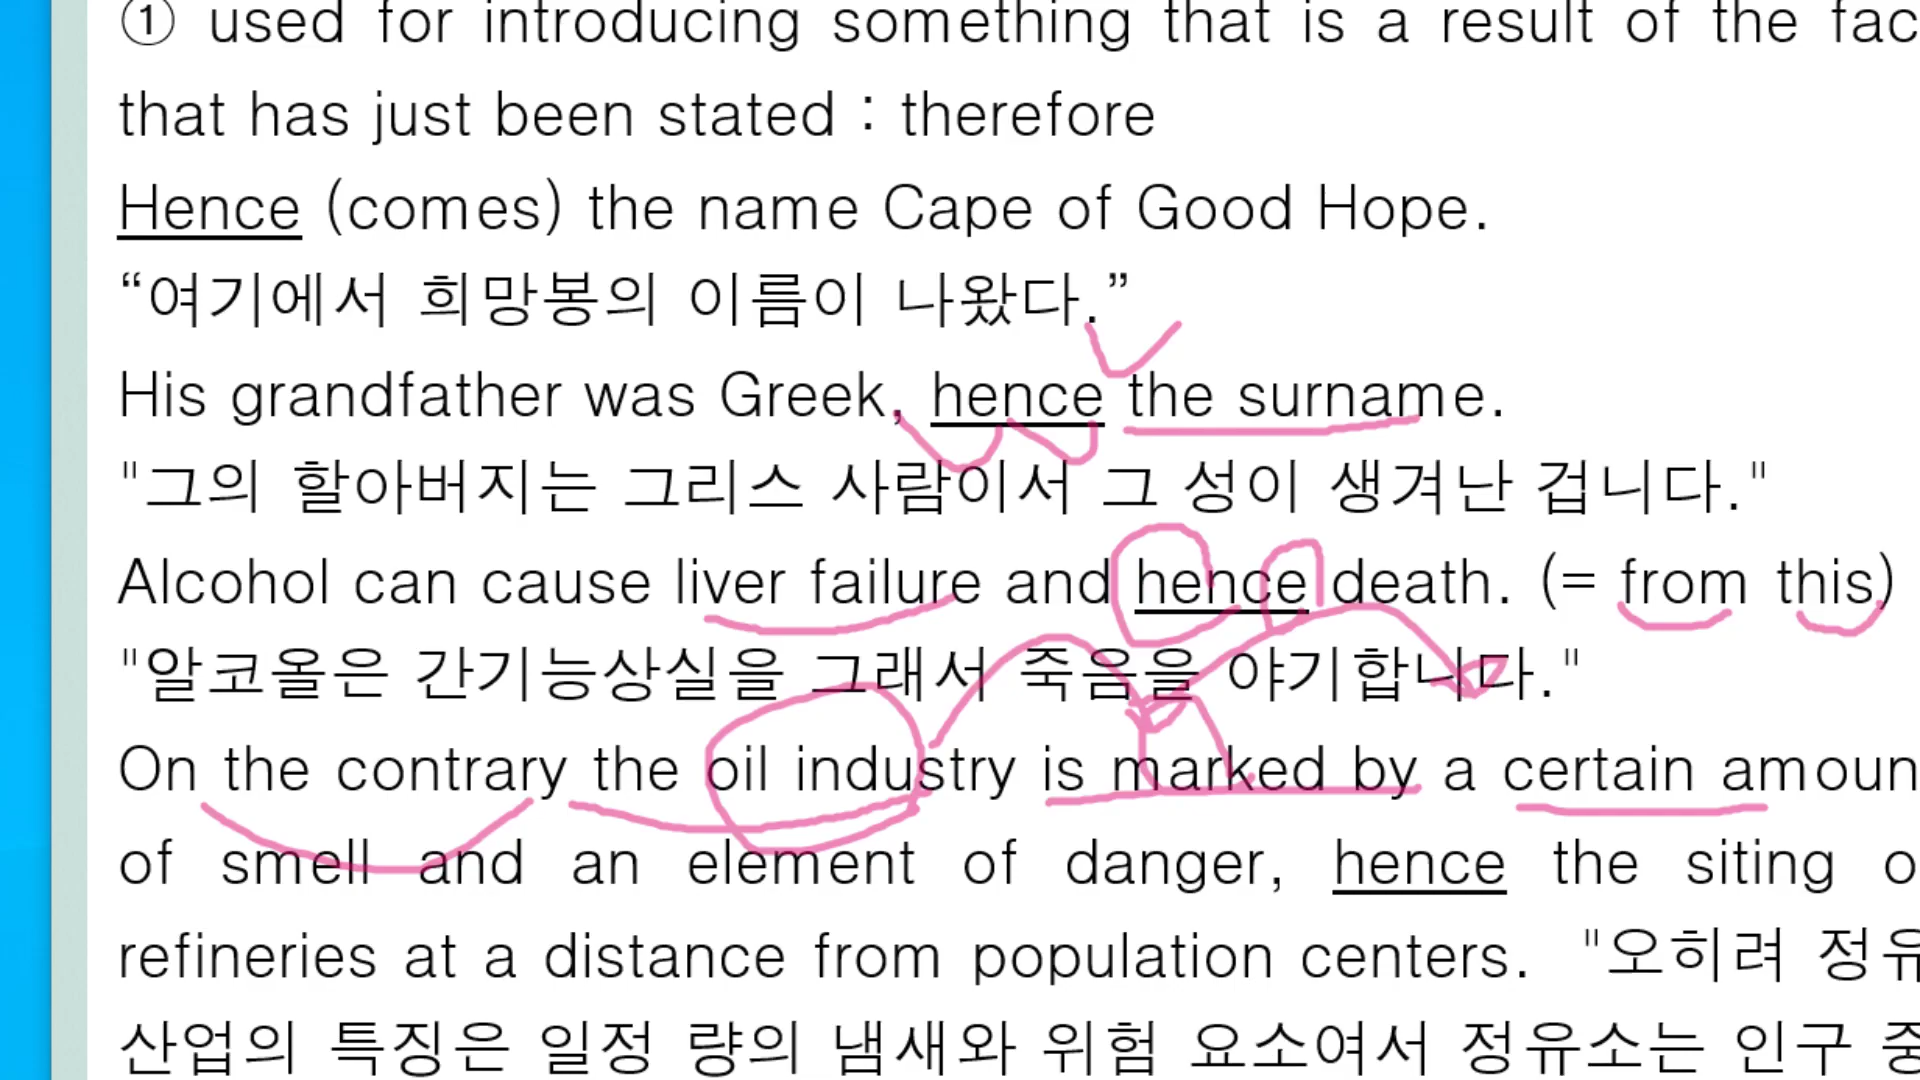 ① used for introducing something that is a result of the fac
that has just been stated : therefore
Hence (comes) the name Cape of Good Hope.
“여기에서 희망봉의 이름이 나왔다.”
His grandfather was Greek, hence the surname.
"그의 할아버지는 그리스 사람이서 그 성이 생겨난 겁니다."
Alcohol can cause liver failure and hence death. (= from this)
"알코올은 간기능상실을 그래서 죽음을 야기합니다."
On the contrary the oil industry is marked by a certain amoun
of smell and an element of danger, hence the siting o
refineries at a distance from population centers. "오히려 정유
산업의 특징은 일정 량의 냄새와 위험 요소여서 정유소는 인구 중